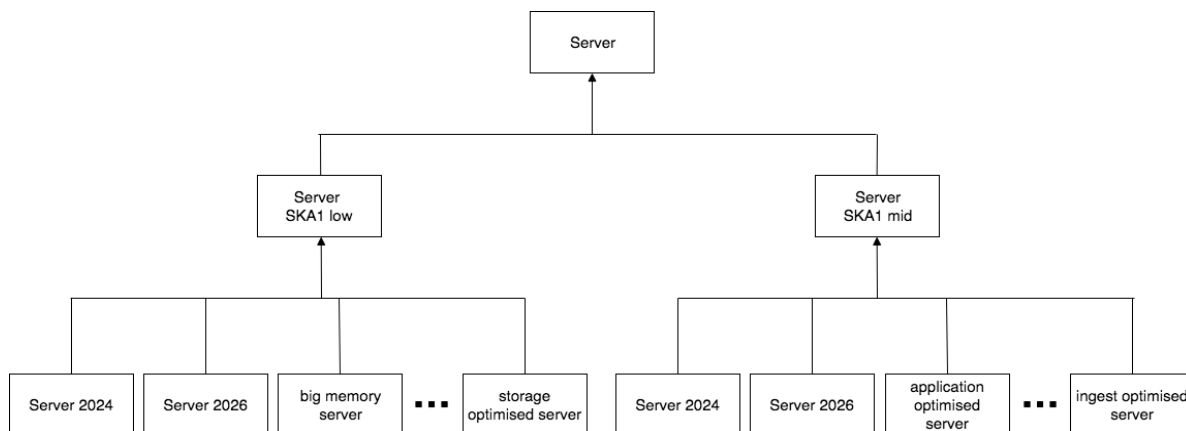 Server
Server
SKA1 low
Server
SKA1 mid
Server 2024
Server 2026
big memory
server
storage
optimised server
Server 2024
Server 2026
application
optimised
server
ingest optimised
server